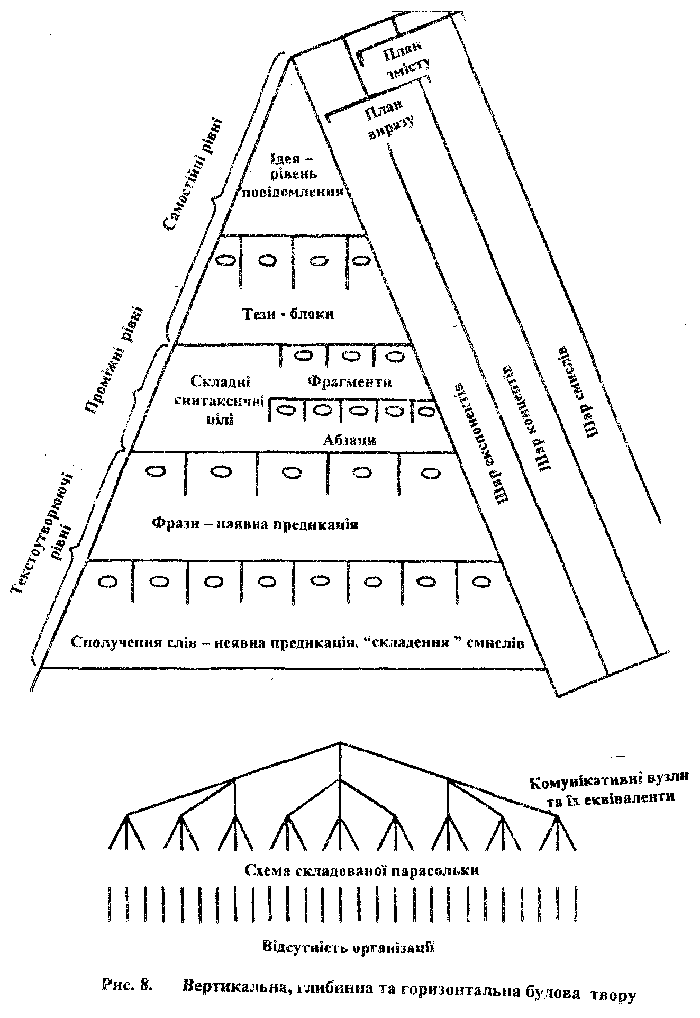 План
змісту
План
виразу
Ідея –
рівень
повідомлення
Самостійні рівні
Тези - блоки
Проміжні рівні
Складні
синтаксичні
цілі
Фрагменти
Абзаци
Шар експонентів
Шар концептів
Шар смислів
Фрази – наявна предикація
Текстоутворюючі
рівні
Сполучення слів – неявна предикація, “складення” смислів
Комунікативні вузли
та їх еквіваленти
Схема складованої парасольки
Відсутність організації
Рис. 8. Вертикальна, глибинна та горизонтальна будова твору